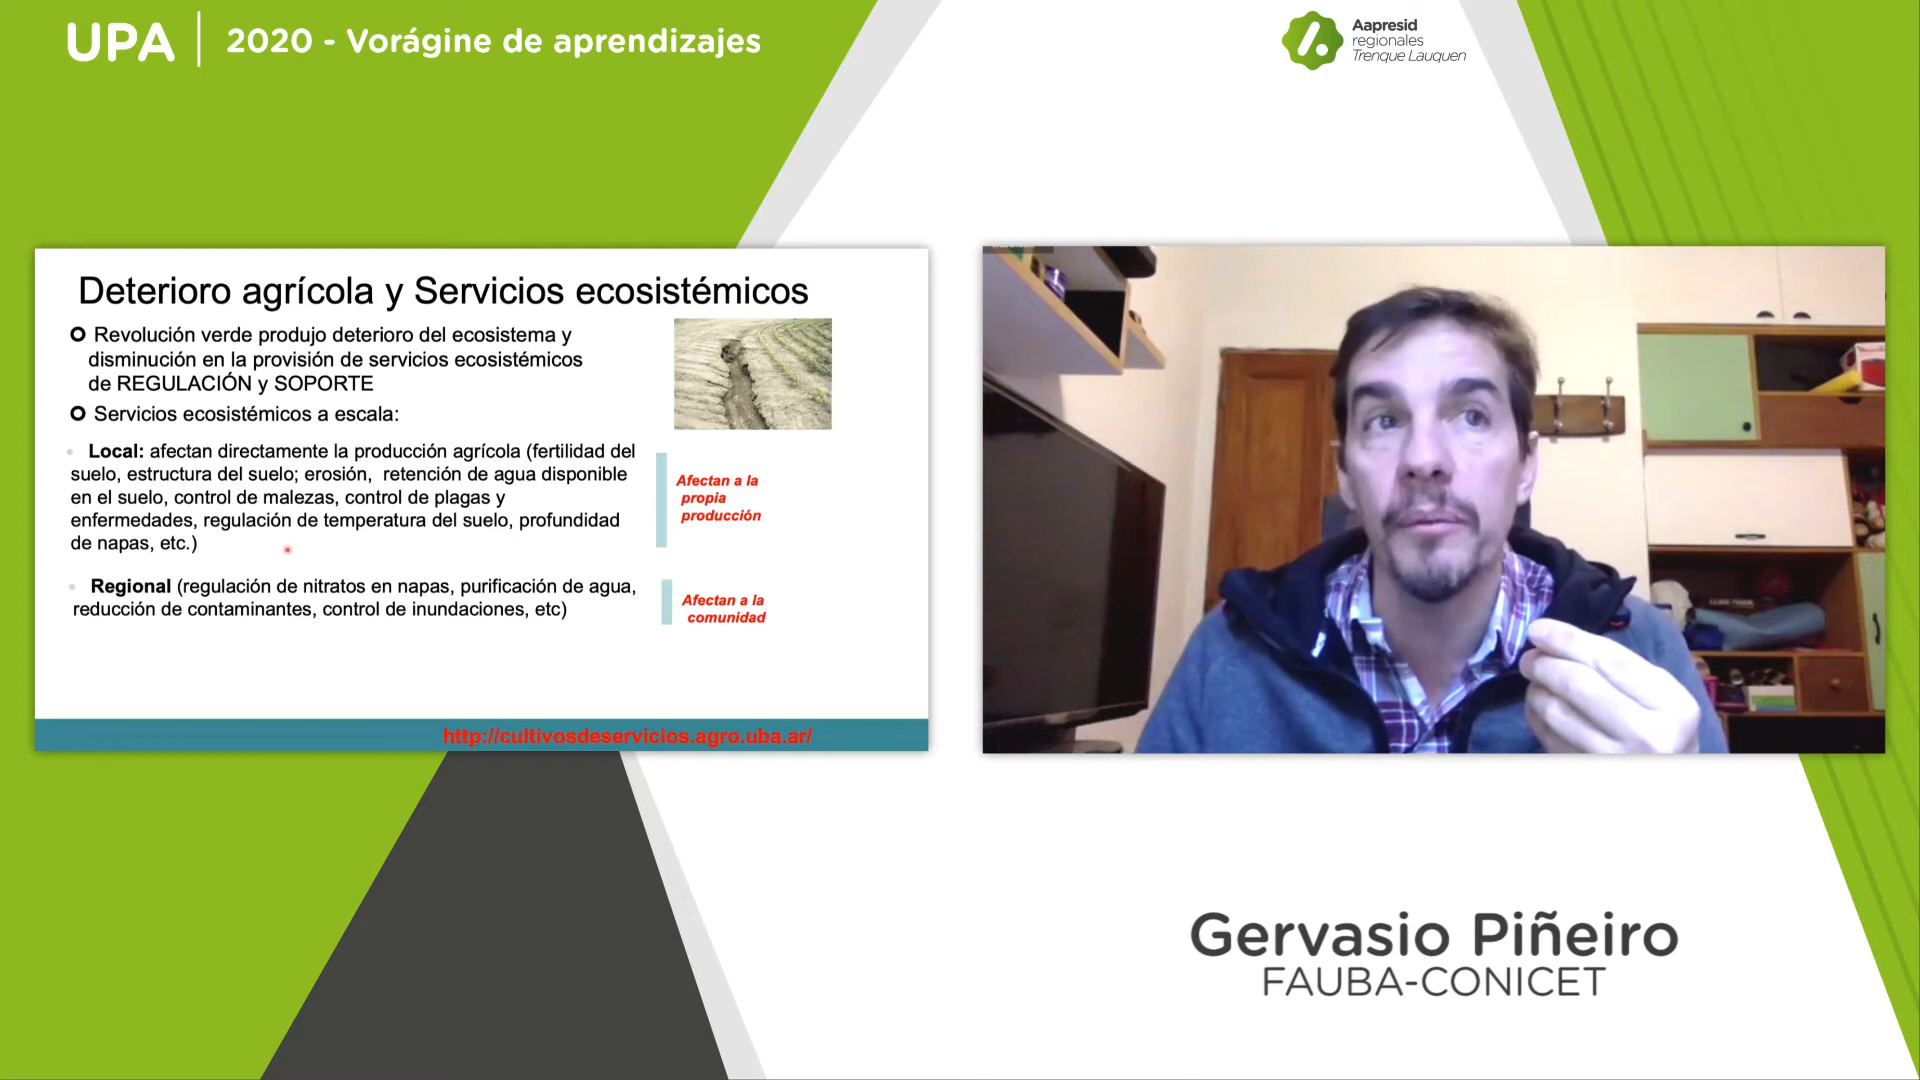 UPA
2020 - Vorágine de aprendizajes
Aapresid
regionales
Trenque Lauquen
Deterioro agrícola y Servicios ecosistémicos
Revolución verde produjo deterioro del ecosistema y
disminución en la provisión de servicios ecosistémicos
de REGULACIÓN y SOPORTE
Servicios ecosistémicos a escala:
Local: afectan directamente la producción agrícola (fertilidad del
suelo, estructura del suelo; erosión, retención de agua disponible
en el suelo, control de malezas, control de plagas y
enfermedades, regulación de temperatura del suelo, profundidad
de napas, etc.)
Afectan a la
propia
producción
Regional (regulación de nitratos en napas, purificación de agua,
reducción de contaminantes, control de inundaciones, etc)
Afectan a la
comunidad
http://cultivosdeservicios.agro.uba.ar/
Gervasio Piñeiro
FAUBA-CONICET